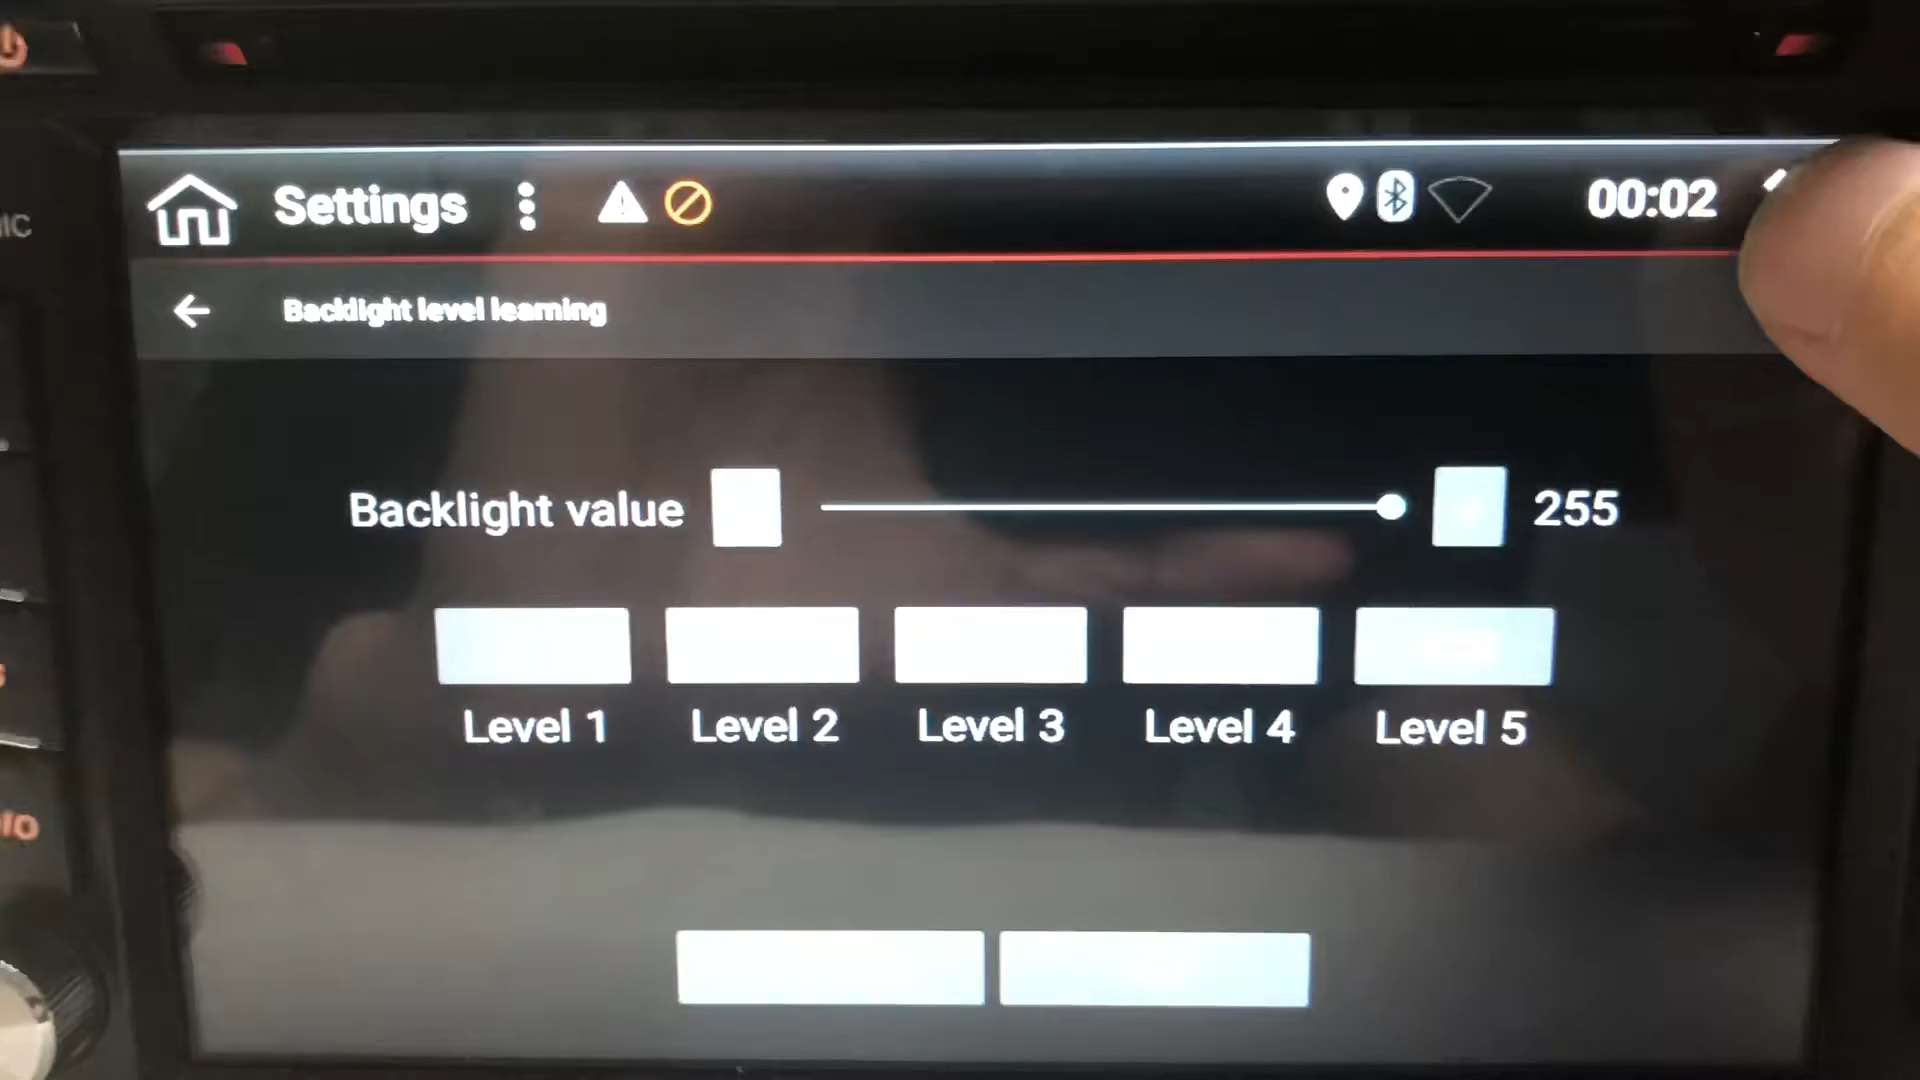 Settings
00:02
Backlight level learning
Backlight value
255
Level 1
Level 2
Level 3
Level 4
Level 5